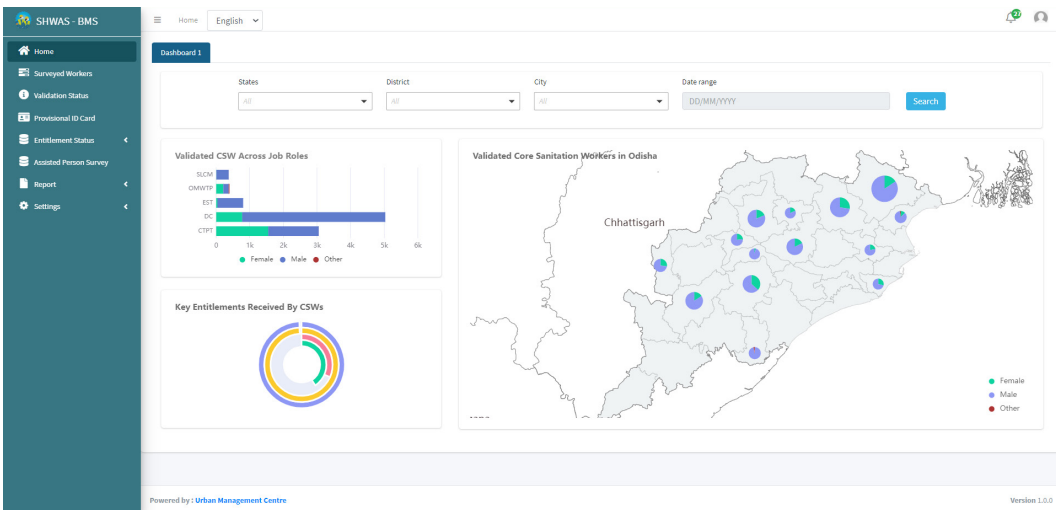 SHWAS - BMS
Home
English
Home
Surveyed Workers
Validation Status
Provisional ID Card
Entitlement Status
Assisted Person Survey
Report
Settings
Dashboard 1
States
District
City
Date range
All
All
All
DD/MM/YYYY
Search
Validated CSW Across Job Roles
SLCM
OMWTP
EST
DC
CTPT
0 1k 2k 3k 4k 5k 6k
Female Male Other
Key Entitlements Received By CSWs
Validated Core Sanitation Workers in Odisha
Chhattisgarh
Female
Male
Other
Powered by : Urban Management Centre
Version 1.0.0